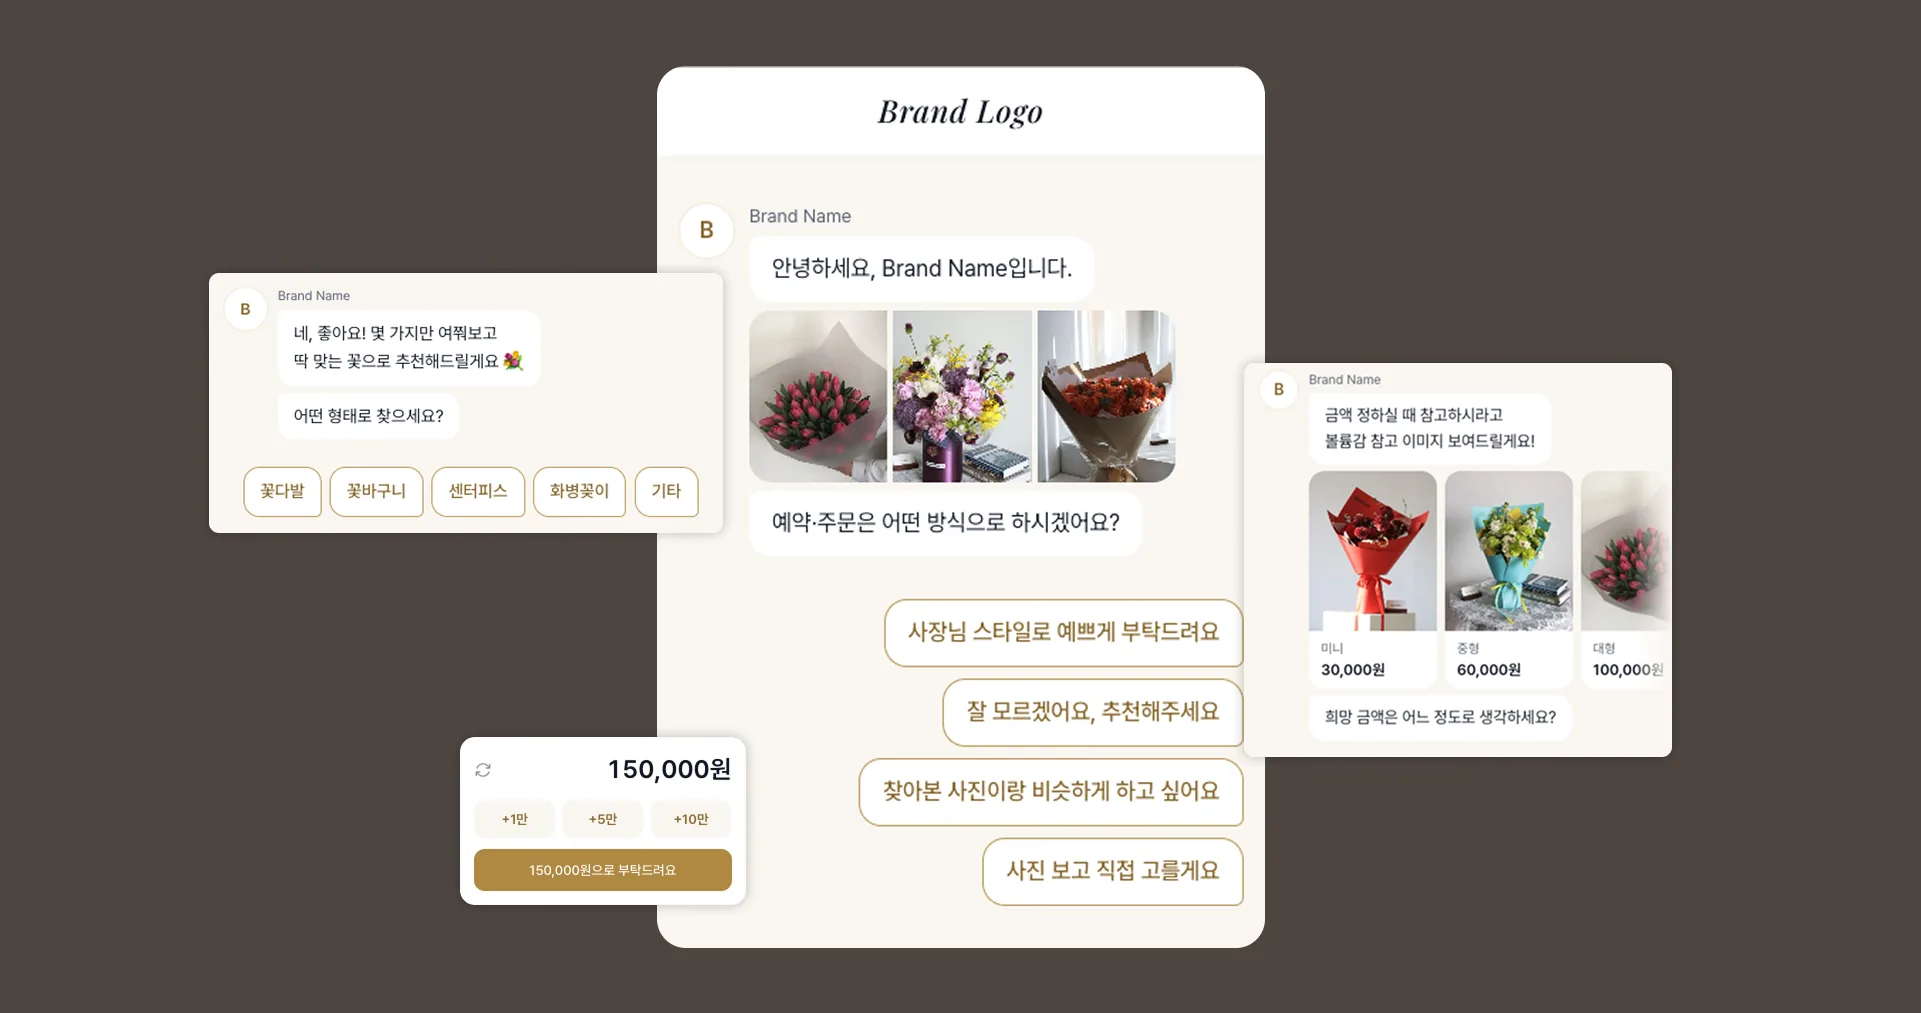 Brand Logo
B
Brand Name
안녕하세요, Brand Name입니다.
예약·주문은 어떤 방식으로 하시겠어요?
사장님 스타일로 예쁘게 부탁드려요
잘 모르겠어요, 추천해주세요
찾아본 사진이랑 비슷하게 하고 싶어요
사진 보고 직접 고를게요
B
Brand Name
네, 좋아요! 몇 가지만 여쭤보고
딱 맞는 꽃으로 추천해드릴게요 💐
어떤 형태로 찾으세요?
꽃다발 꽃바구니 센터피스 화병꽂이 기타
150,000원
+1만 +5만 +10만
150,000원으로 부탁드려요
B
Brand Name
금액 정하실 때 참고하시라고
볼륨감 참고 이미지 보여드릴게요!
미니 중형 대형
30,000원 60,000원 100,000원
희망 금액은 어느 정도로 생각하세요?